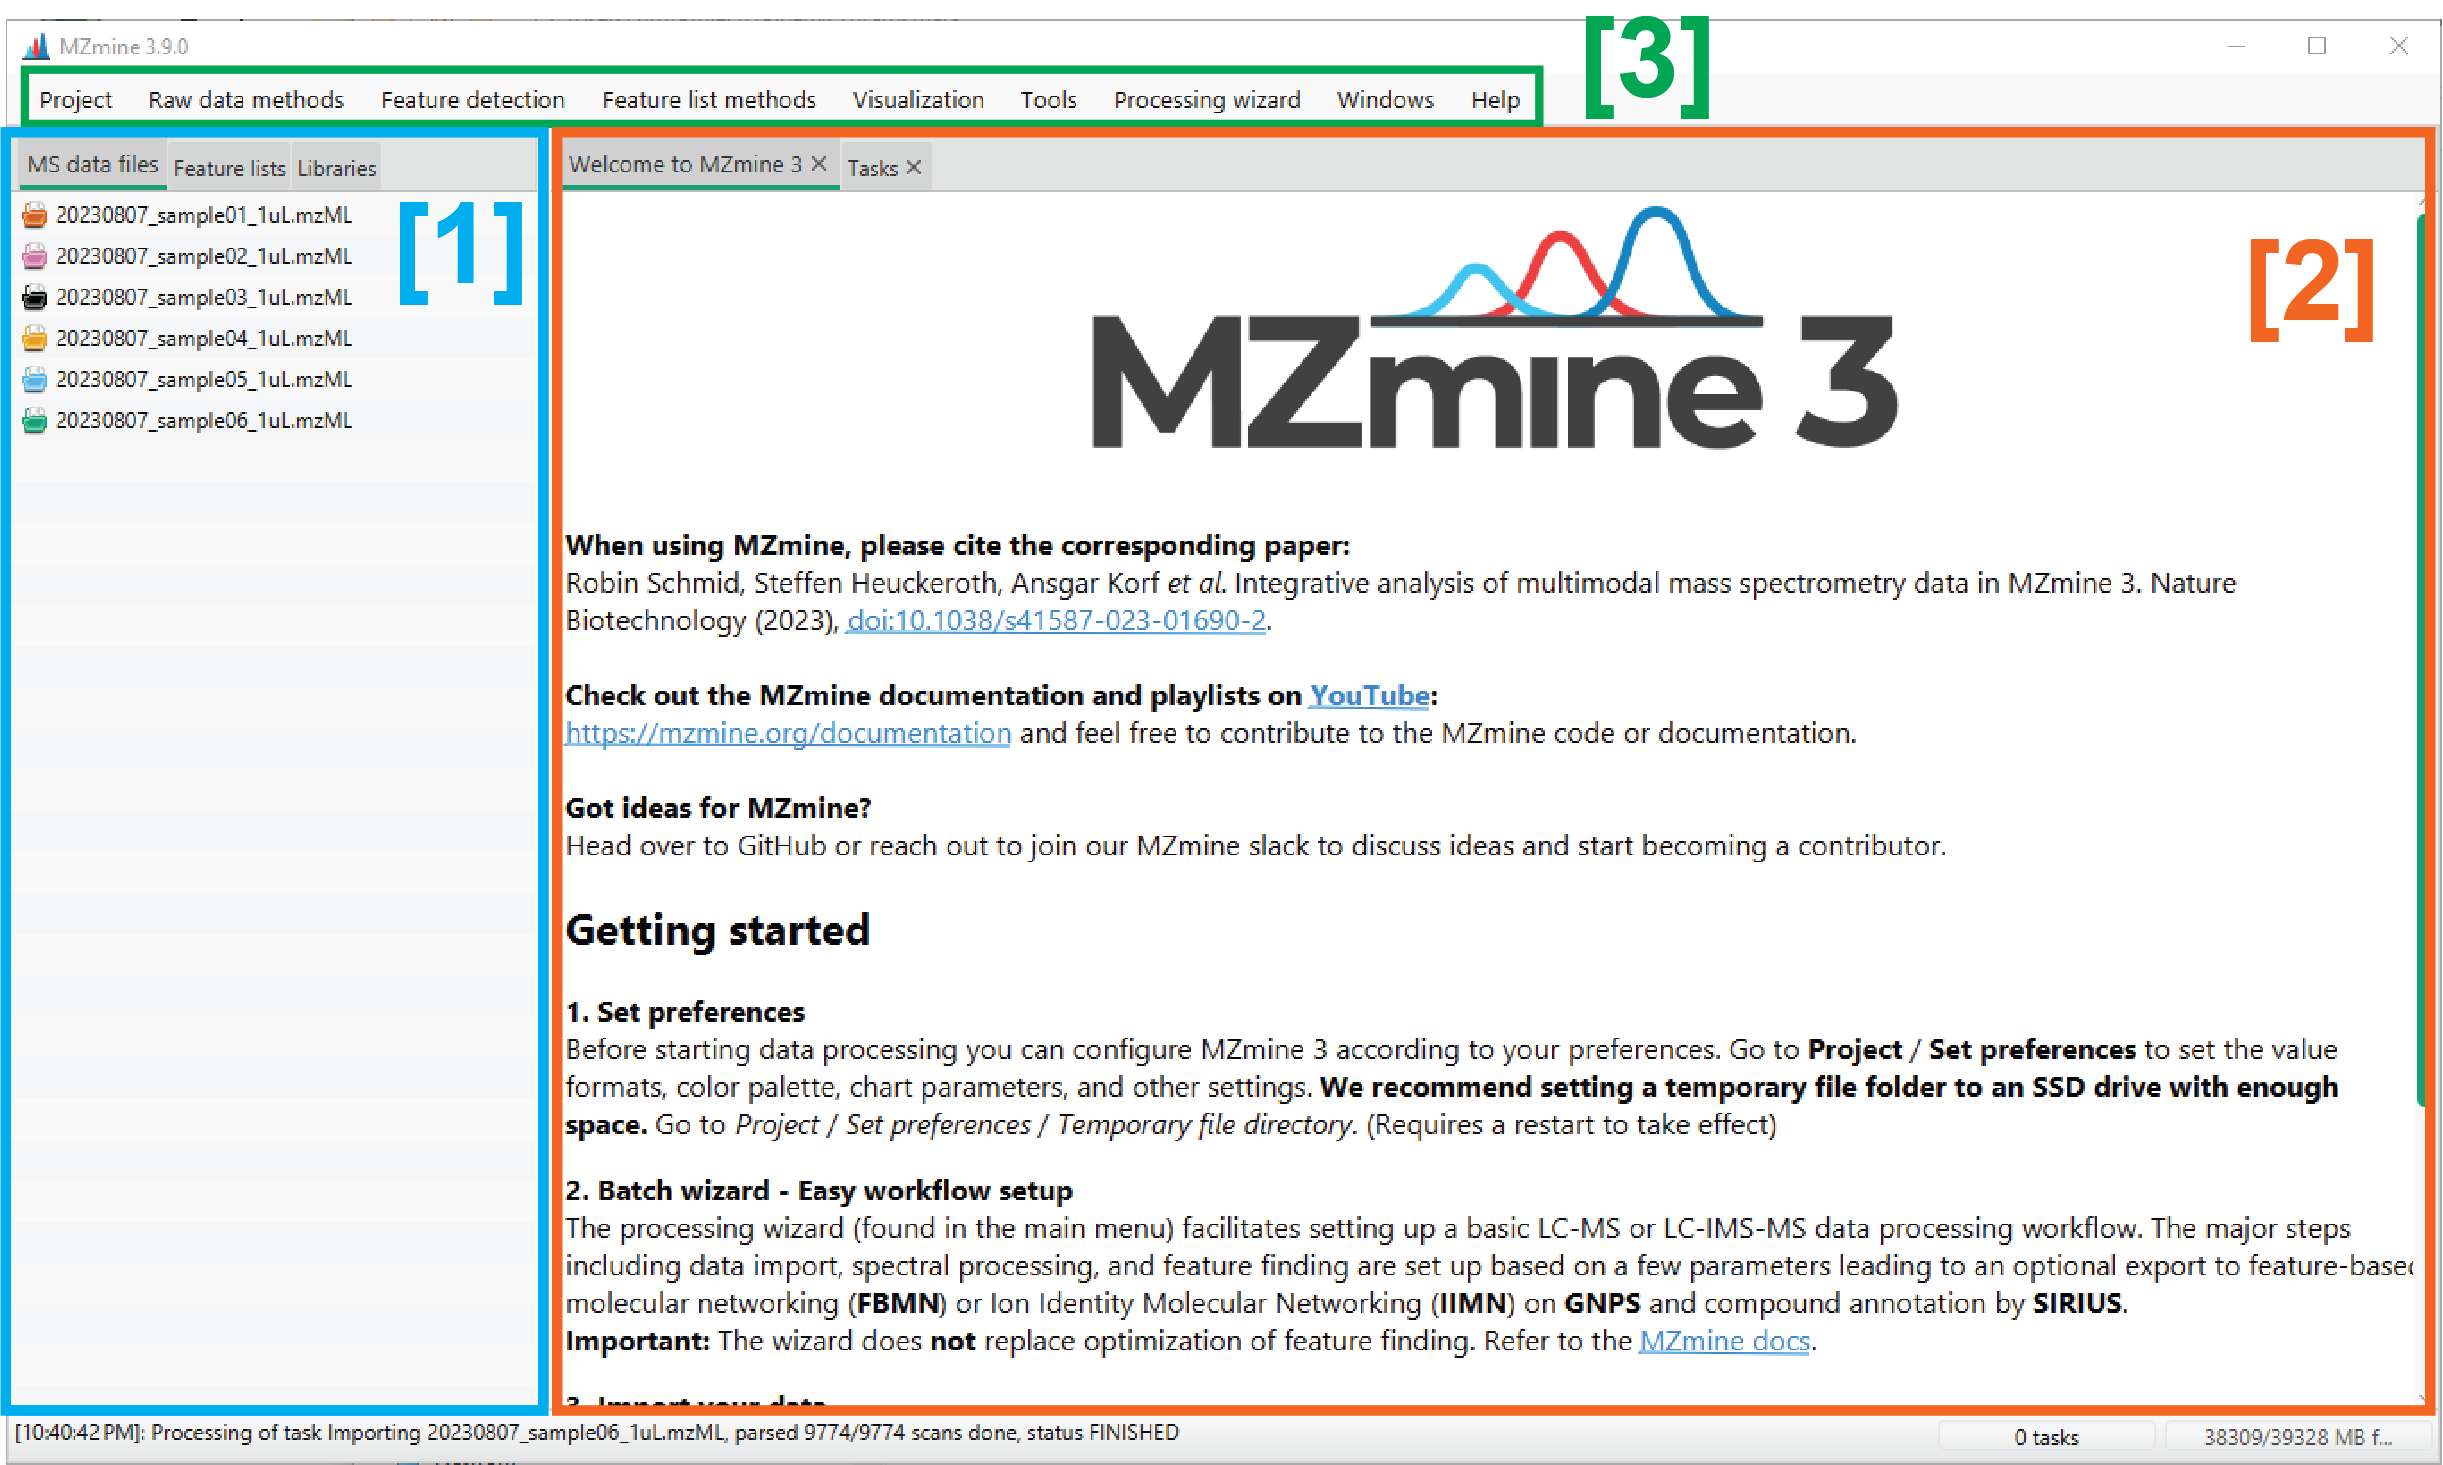 MZmine 3.9.0
[3]
Project Raw data methods Feature detection Feature list methods Visualization Tools Processing wizard Windows Help
MS data files Feature lists Libraries
[1]
20230807_sample01_1uL.mzML
20230807_sample02_1uL.mzML
20230807_sample03_1uL.mzML
20230807_sample04_1uL.mzML
20230807_sample05_1uL.mzML
20230807_sample06_1uL.mzML
Welcome to MZmine 3 Tasks
[2]
MZmine 3
When using MZmine, please cite the corresponding paper:
Robin Schmid, Steffen Heuckeroth, Ansgar Korf et al. Integrative analysis of multimodal mass spectrometry data in MZmine 3. Nature
Biotechnology (2023), doi:10.1038/s41587-023-01690-2.
Check out the MZmine documentation and playlists on YouTube:
https://mzmine.org/documentation and feel free to contribute to the MZmine code or documentation.
Got ideas for MZmine?
Head over to GitHub or reach out to join our MZmine slack to discuss ideas and start becoming a contributor.
Getting started
1. Set preferences
Before starting data processing you can configure MZmine 3 according to your preferences. Go to Project / Set preferences to set the value
formats, color palette, chart parameters, and other settings. We recommend setting a temporary file folder to an SSD drive with enough
space. Go to Project / Set preferences / Temporary file directory. (Requires a restart to take effect)
2. Batch wizard - Easy workflow setup
The processing wizard (found in the main menu) facilitates setting up a basic LC-MS or LC-IMS-MS data processing workflow. The major steps
including data import, spectral processing, and feature finding are set up based on a few parameters leading to an optional export to feature-based
molecular networking (FBMN) or Ion Identity Molecular Networking (IIMN) on GNPS and compound annotation by SIRIUS.
Important: The wizard does not replace optimization of feature finding. Refer to the MZmine docs.
3. Import your data
[10:40:42 PM]: Processing of task Importing 20230807_sample06_1uL.mzML, parsed 9774/9774 scans done, status FINISHED
0 tasks
38309/39328 MB f...